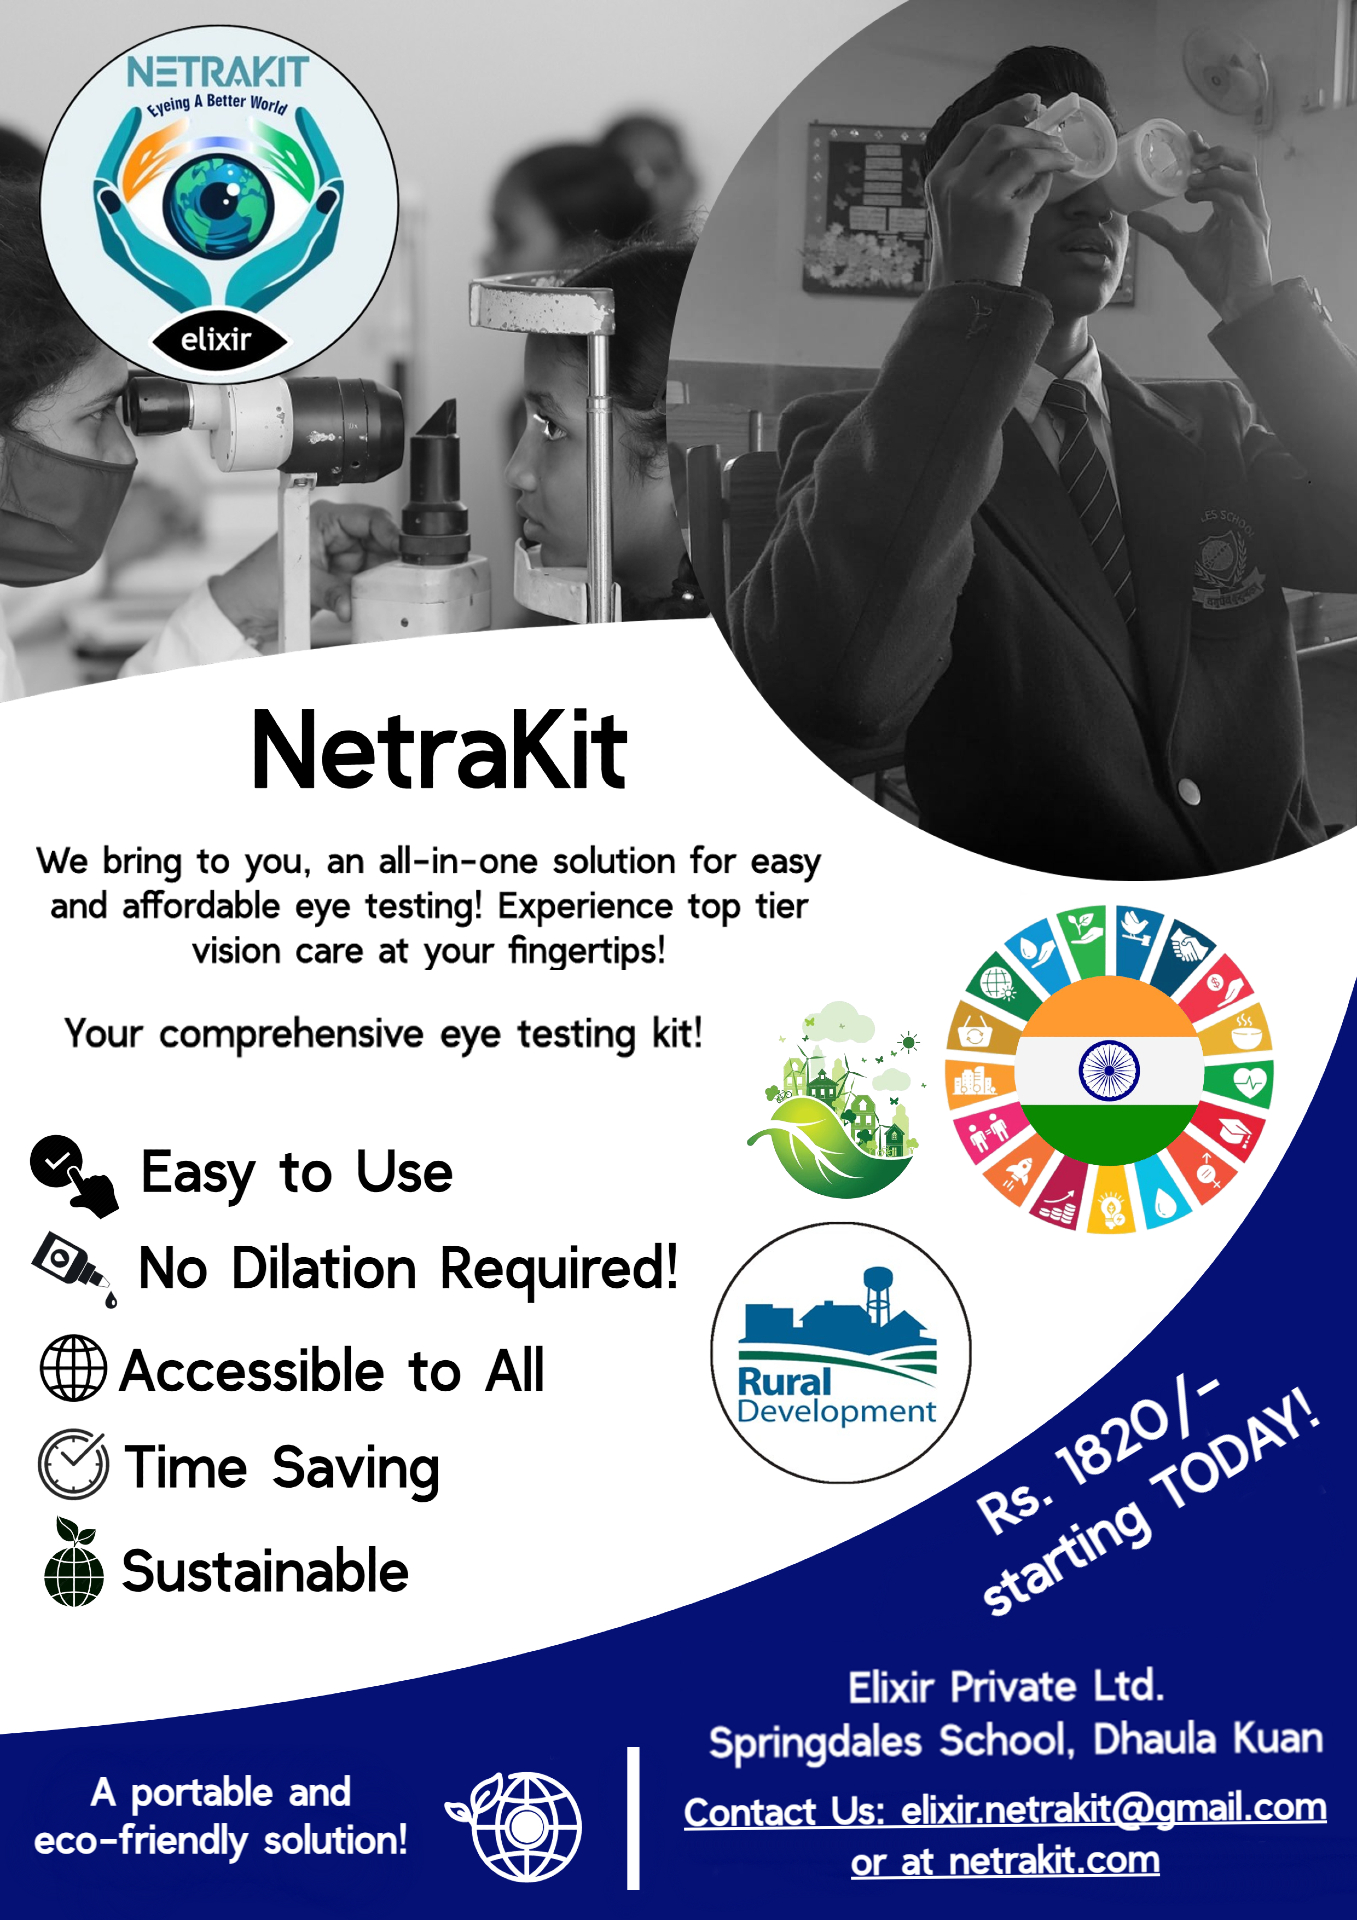 NETRAKIT
Eyeing A Better World
elixir
NetraKit
We bring to you, an all-in-one solution for easy
and affordable eye testing! Experience top tier
vision care at your fingertips!
Your comprehensive eye testing kit!
Easy to Use
No Dilation Required!
Accessible to All
Time Saving
Sustainable
Rural
Development
Rs. 1820/-
starting TODAY!
A portable and
eco-friendly solution!
Elixir Private Ltd.
Springdales School, Dhaula Kuan
Contact Us: elixir.netrakit@gmail.com
or at netrakit.com